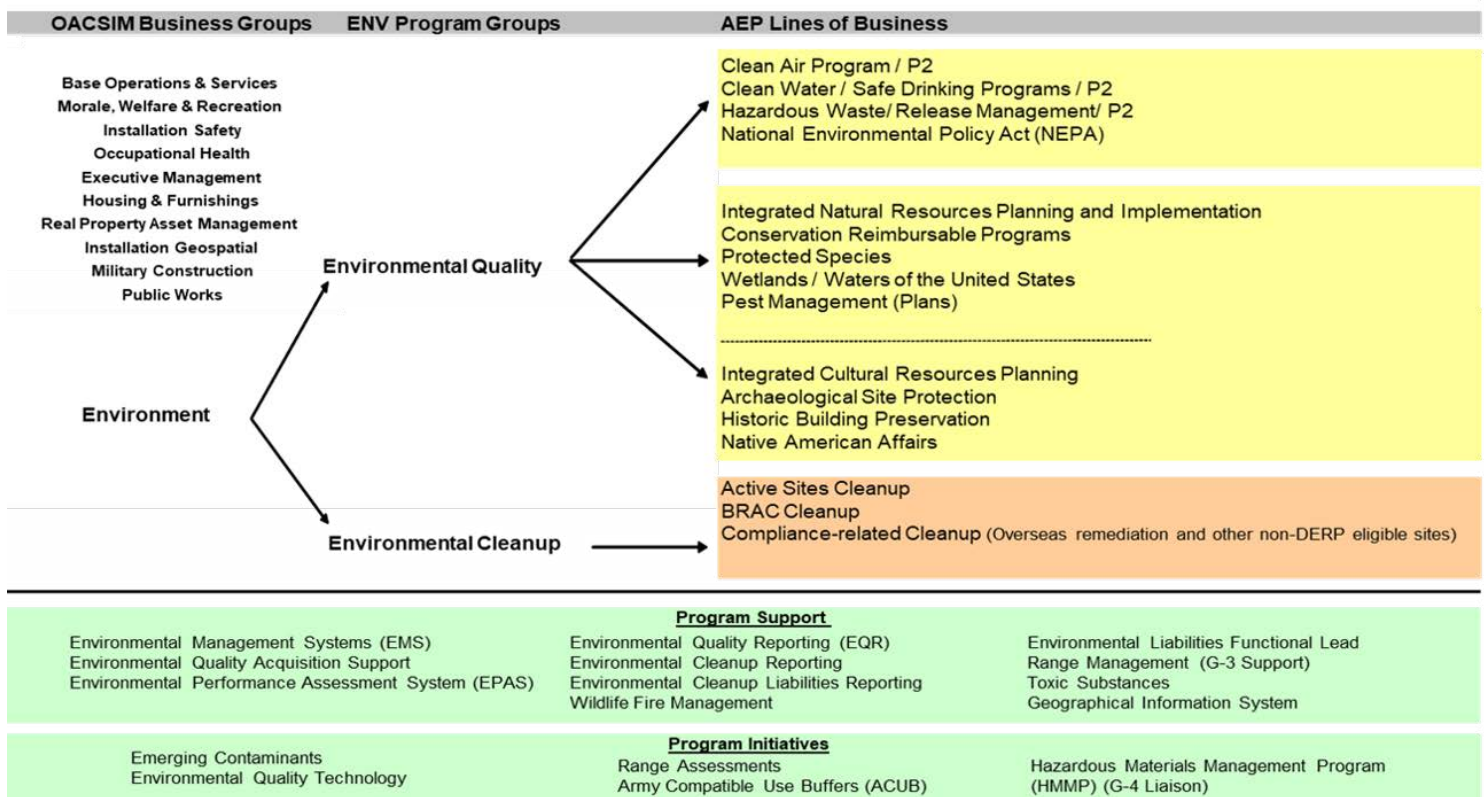 OACSIM Business Groups ENV Program Groups AEP Lines of Business
Base Operations & Services
Morale, Welfare & Recreation
Installation Safety
Occupational Health
Executive Management
Housing & Furnishings
Real Property Asset Management
Installation Geospatial
Military Construction
Public Works
Environment
Environmental Quality
Environmental Cleanup
Clean Air Program / P2
Clean Water / Safe Drinking Programs / P2
Hazardous Waste/ Release Management/ P2
National Environmental Policy Act (NEPA)
Integrated Natural Resources Planning and Implementation
Conservation Reimbursable Programs
Protected Species
Wetlands / Waters of the United States
Pest Management (Plans)
Integrated Cultural Resources Planning
Archaeological Site Protection
Historic Building Preservation
Native American Affairs
Active Sites Cleanup
BRAC Cleanup
Compliance-related Cleanup (Overseas remediation and other non-DERP eligible sites)
Program Support
Environmental Management Systems (EMS)
Environmental Quality Acquisition Support
Environmental Performance Assessment System (EPAS)
Environmental Quality Reporting (EQR)
Environmental Cleanup Reporting
Environmental Cleanup Liabilities Reporting
Wildlife Fire Management
Environmental Liabilities Functional Lead
Range Management (G-3 Support)
Toxic Substances
Geographical Information System
Program Initiatives
Emerging Contaminants
Environmental Quality Technology
Range Assessments
Army Compatible Use Buffers (ACUB)
Hazardous Materials Management Program
(HMMP) (G-4 Liaison)